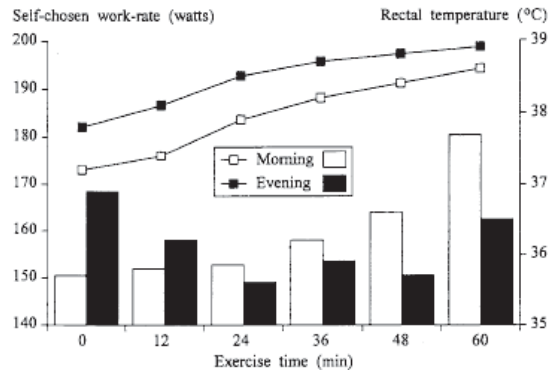 Self-chosen work-rate (watts) Rectal temperature (°C)
200 39
190
38
180
Morning
170 37
Evening
160
36
150
140 35
0 12 24 36 48 60
Exercise time (min)